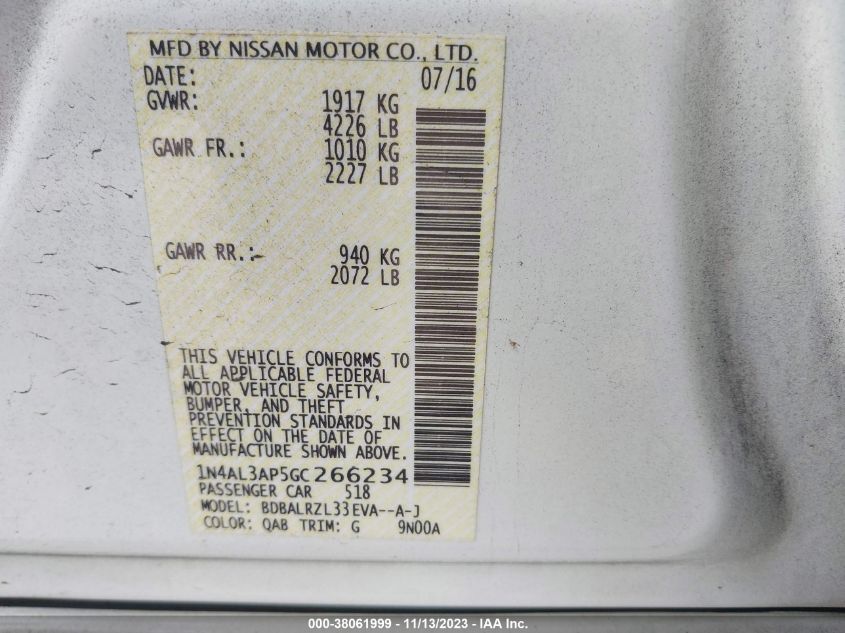 MFD BY NISSAN MOTOR CO., LTD.
DATE: 07/16
GVWR: 1917 KG
4226 LB
GAWR FR.: 1010 KG
2227 LB
GAWR RR.: 940 KG
2072 LB
THIS VEHICLE CONFORMS TO
ALL APPLICABLE FEDERAL
MOTOR VEHICLE SAFETY,
BUMPER, AND THEFT
PREVENTION STANDARDS IN
EFFECT ON THE DATE OF
MANUFACTURE SHOWN ABOVE.
1N4AL3AP5GC266234
PASSENGER CAR 518
MODEL: BDBALRZL33EVA--A-J
COLOR: QAB TRIM: G 9N00A
000-38061999 - 11/13/2023 - IAA Inc.